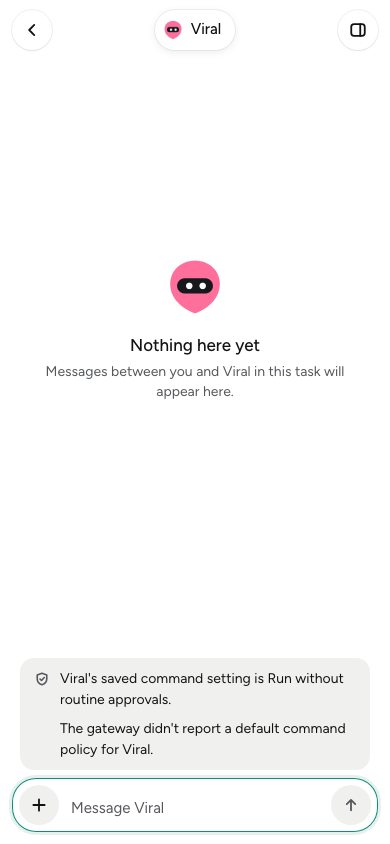 Viral
Nothing here yet
Messages between you and Viral in this task will
appear here.
Viral's saved command setting is Run without
routine approvals.
The gateway didn't report a default command
policy for Viral.
Message Viral